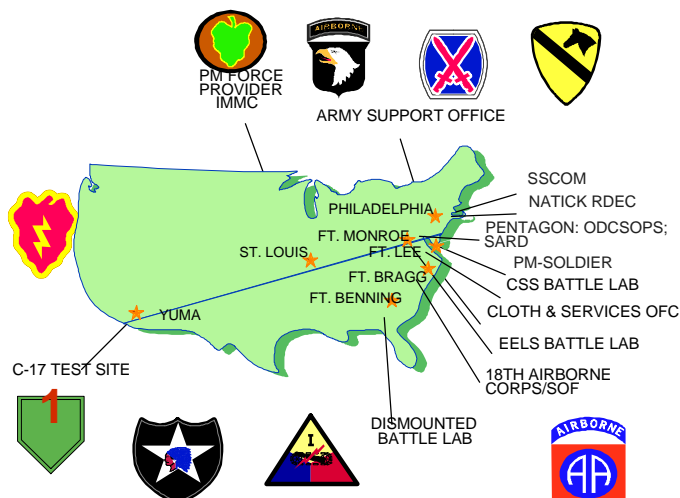 AIRBORNE
PM FORCE
PROVIDER
IMMC
ARMY SUPPORT OFFICE
SSCOM
NATICK RDEC
PHILADELPHIA
PENTAGON: ODCSOPS;
SARD
FT. MONROE
ST. LOUIS
FT. LEE
PM-SOLDIER
FT. BRAGG
CSS BATTLE LAB
FT. BENNING
CLOTH & SERVICES OFC
YUMA
EELS BATTLE LAB
C-17 TEST SITE
18TH AIRBORNE
CORPS/SOF
1
DISMOUNTED
BATTLE LAB
I
AIRBORNE
AA